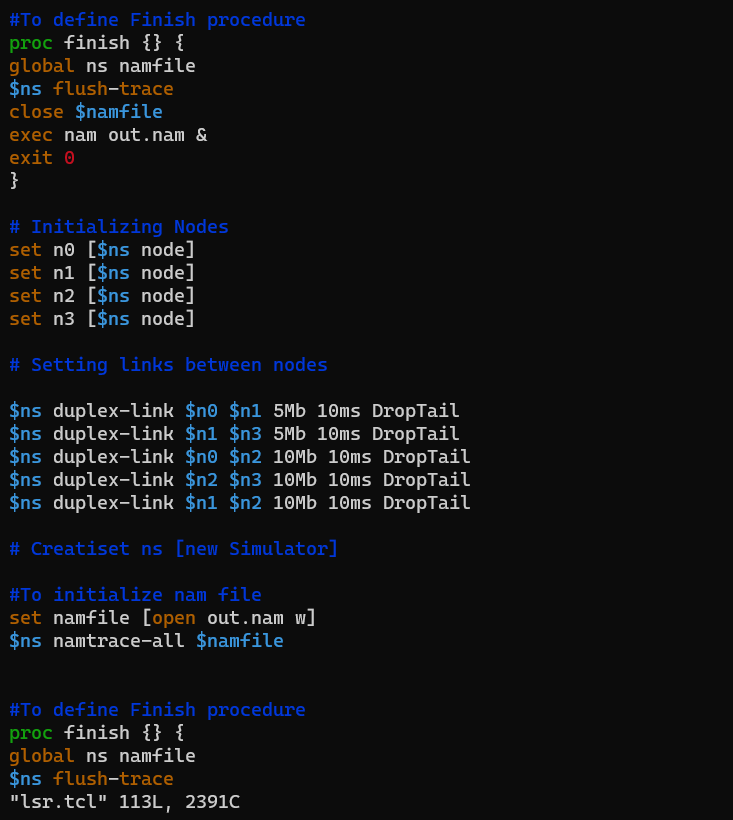 #To define Finish procedure
proc finish {} {
global ns namfile
$ns flush-trace
close $namfile
exec nam out.nam &
exit 0
}
# Initializing Nodes
set n0 [$ns node]
set n1 [$ns node]
set n2 [$ns node]
set n3 [$ns node]
# Setting links between nodes
$ns duplex-link $n0 $n1 5Mb 10ms DropTail
$ns duplex-link $n1 $n3 5Mb 10ms DropTail
$ns duplex-link $n0 $n2 10Mb 10ms DropTail
$ns duplex-link $n2 $n3 10Mb 10ms DropTail
$ns duplex-link $n1 $n2 10Mb 10ms DropTail
# Creatiset ns [new Simulator]
#To initialize nam file
set namfile [open out.nam w]
$ns namtrace-all $namfile
#To define Finish procedure
proc finish {} {
global ns namfile
$ns flush-trace
"lsr.tcl" 113L, 2391C